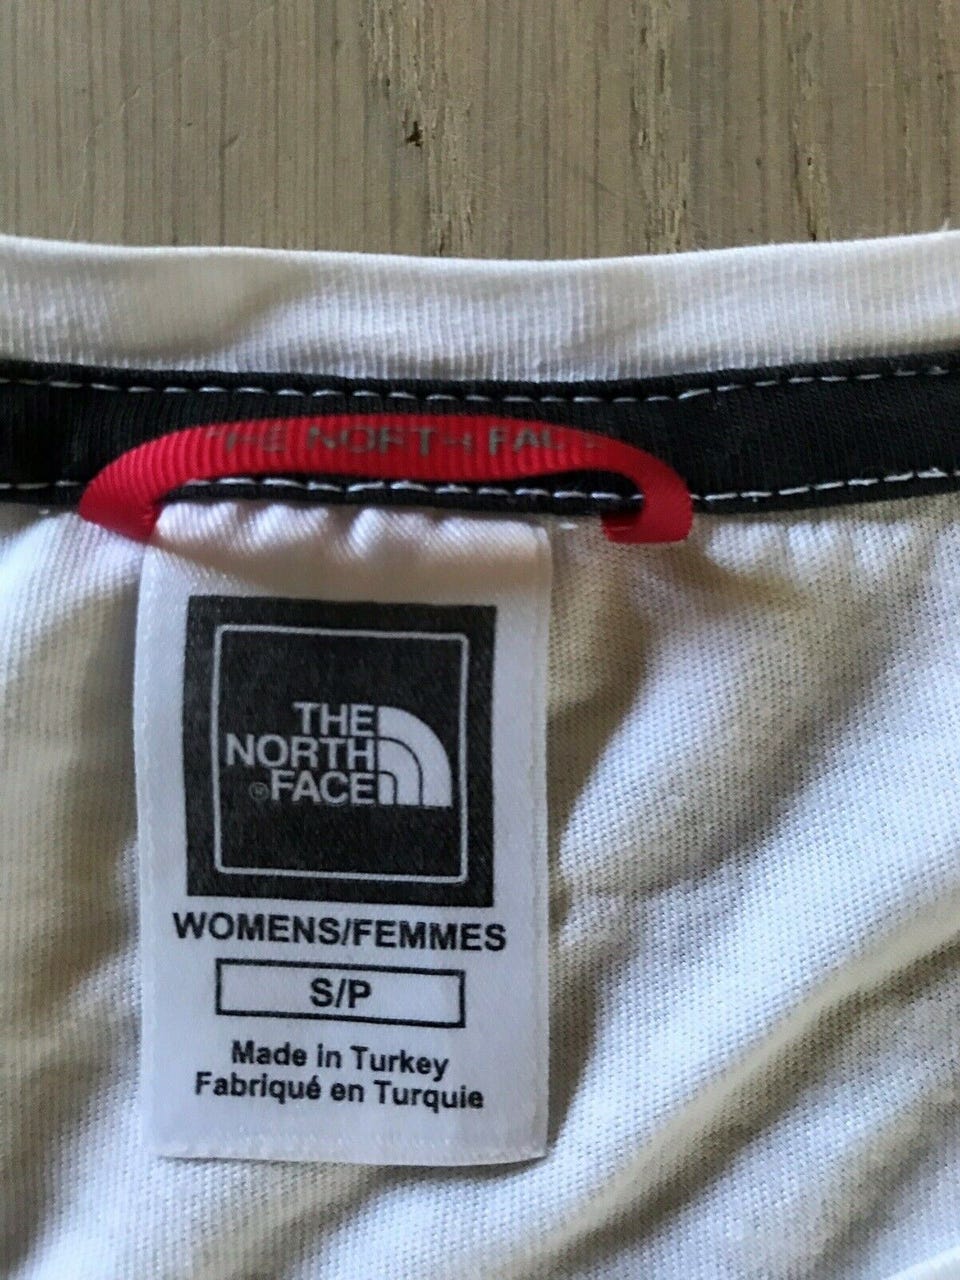 THE NORTH FACE
THE
NORTH
®FACE
WOMENS/FEMMES
S/P
Made in Turkey
Fabriqué en Turquie